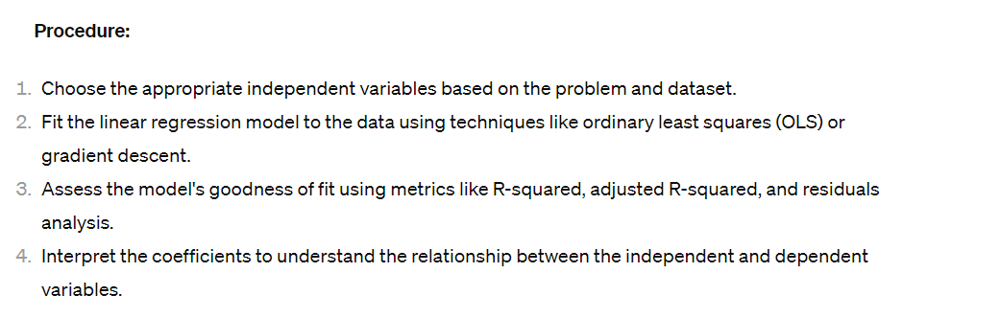 Procedure:
1. Choose the appropriate independent variables based on the problem and dataset.
2. Fit the linear regression model to the data using techniques like ordinary least squares (OLS) or
gradient descent.
3. Assess the model's goodness of fit using metrics like R-squared, adjusted R-squared, and residuals
analysis.
4. Interpret the coefficients to understand the relationship between the independent and dependent
variables.